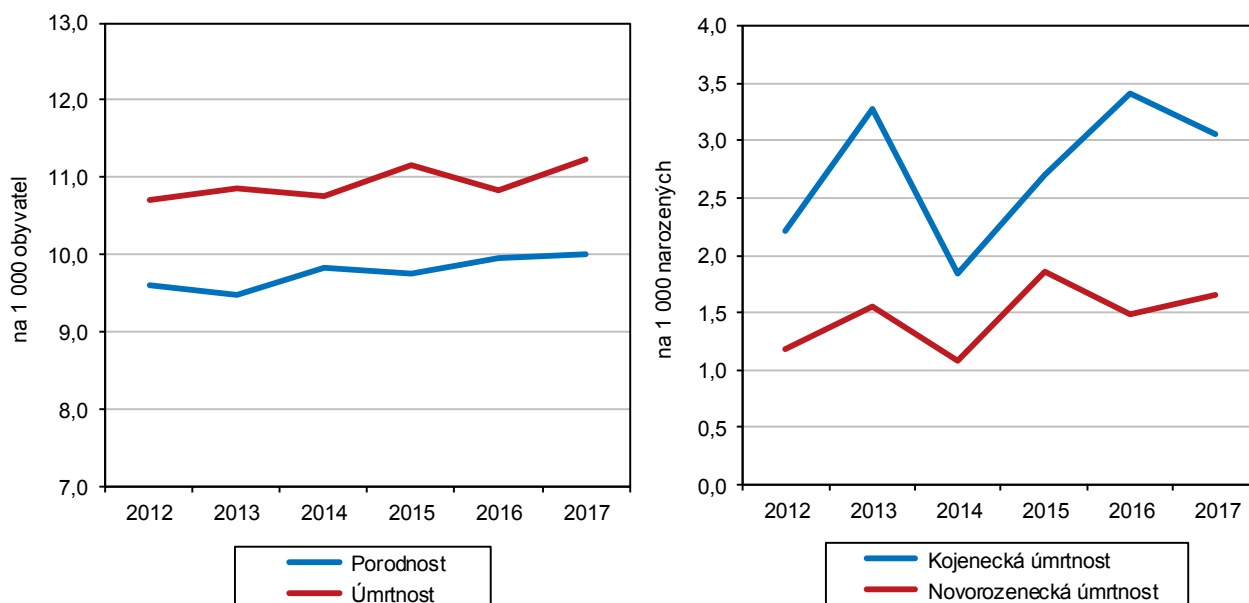 na 1 000 obyvatel
13,0
12,0
11,0
10,0
9,0
8,0
7,0
2012 2013 2014 2015 2016 2017
Porodnost
Úmrtnost
na 1 000 narozených
4,0
3,5
3,0
2,5
2,0
1,5
1,0
0,5
0,0
2012 2013 2014 2015 2016 2017
Kojenecká úmrtnost
Novorozenecká úmrtnost